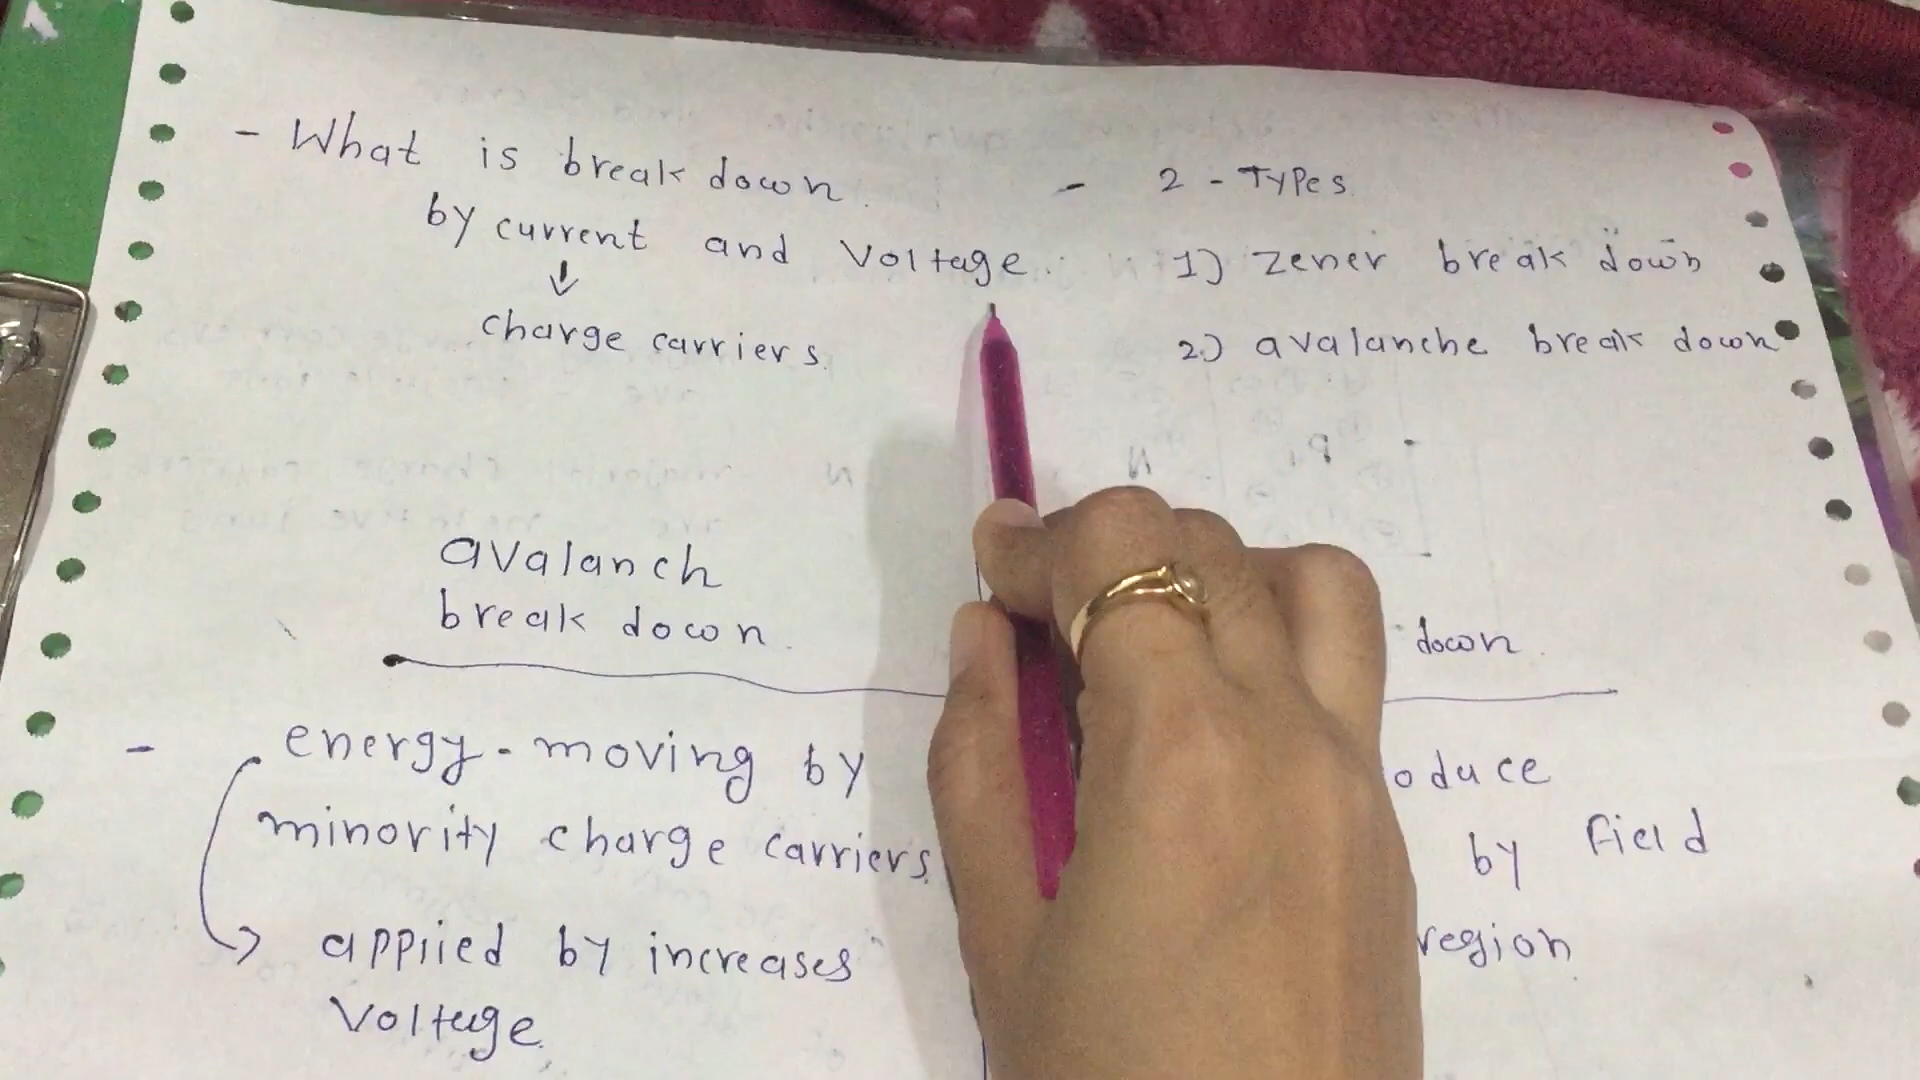 - What is break down.
by current and Voltage.
↓
charge carriers.
- 2 - Types.
1) zener break down
2) avalanche break down
avalanch
break down.
- energy - moving by
minority charge carriers.
→ applied by increases
Voltage.
down.
oduce
by Field
region